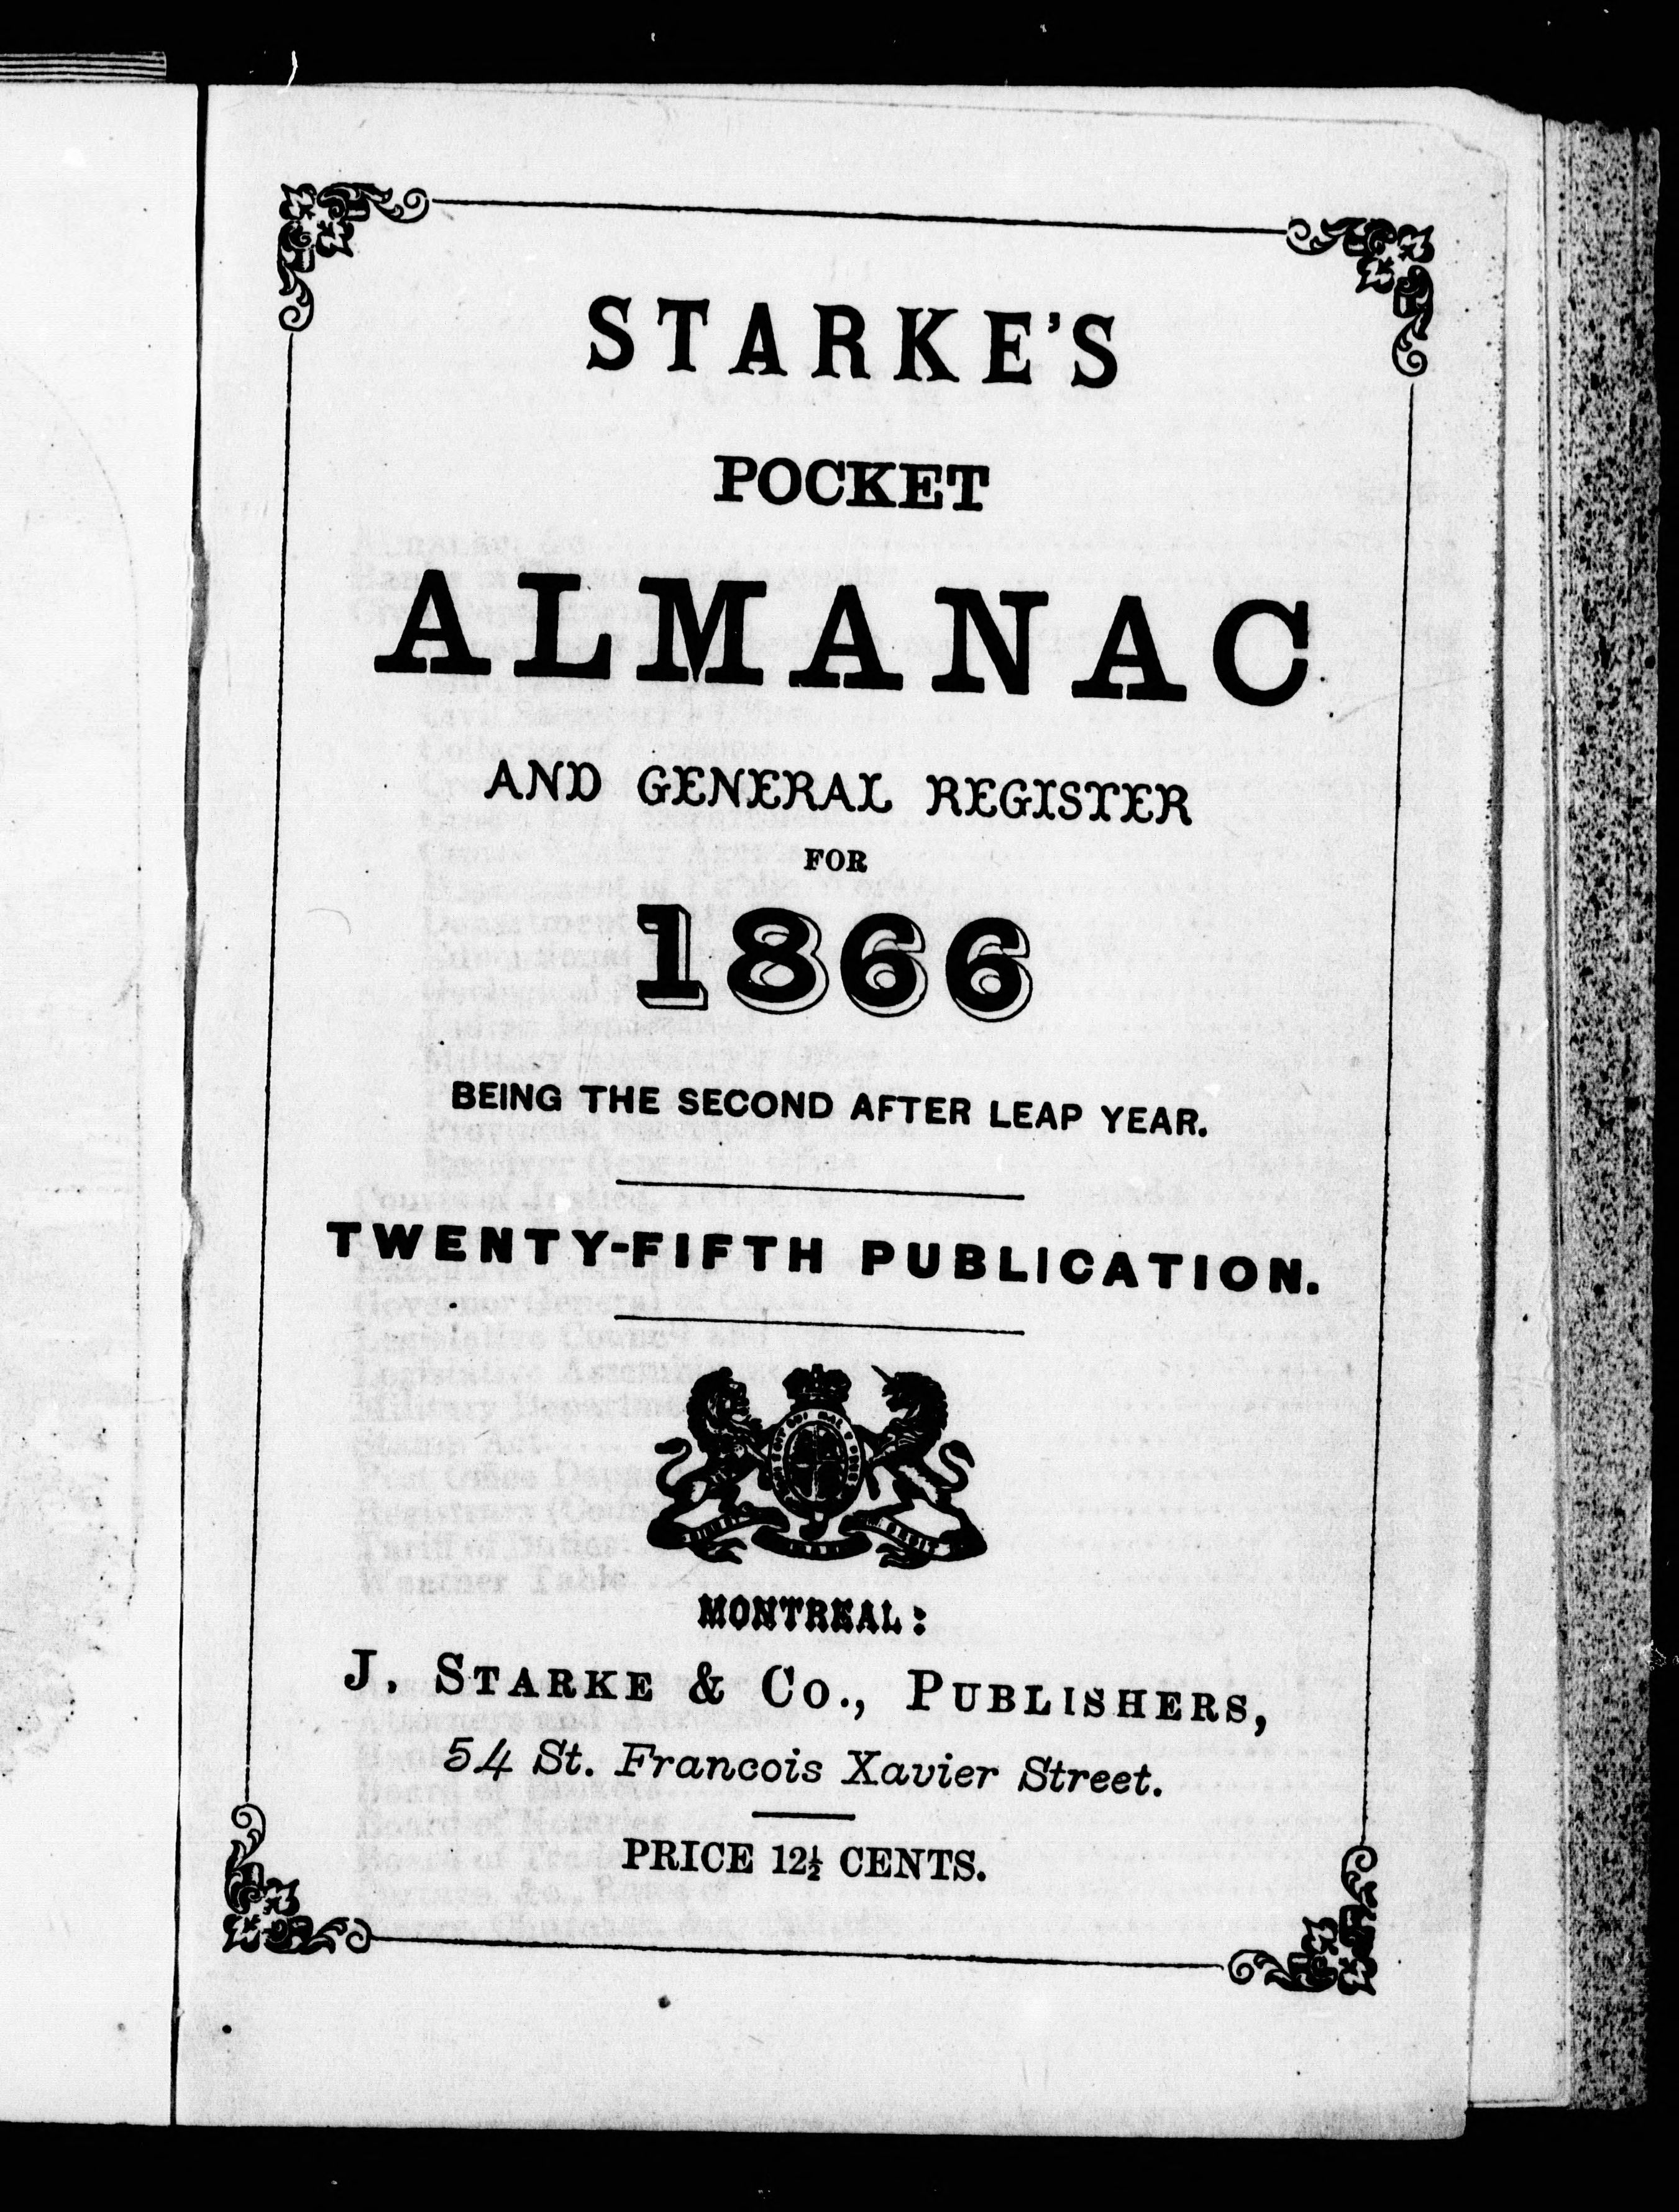 STARKE'S
POCKET
ALMANAC
AND GENERAL REGISTER
FOR
1866
BEING THE SECOND AFTER LEAP YEAR.
TWENTY-FIFTH PUBLICATION.
MONTREAL:
J. STARKE & CO., PUBLISHERS,
54 St. Francois Xavier Street.
PRICE 12½ CENTS.